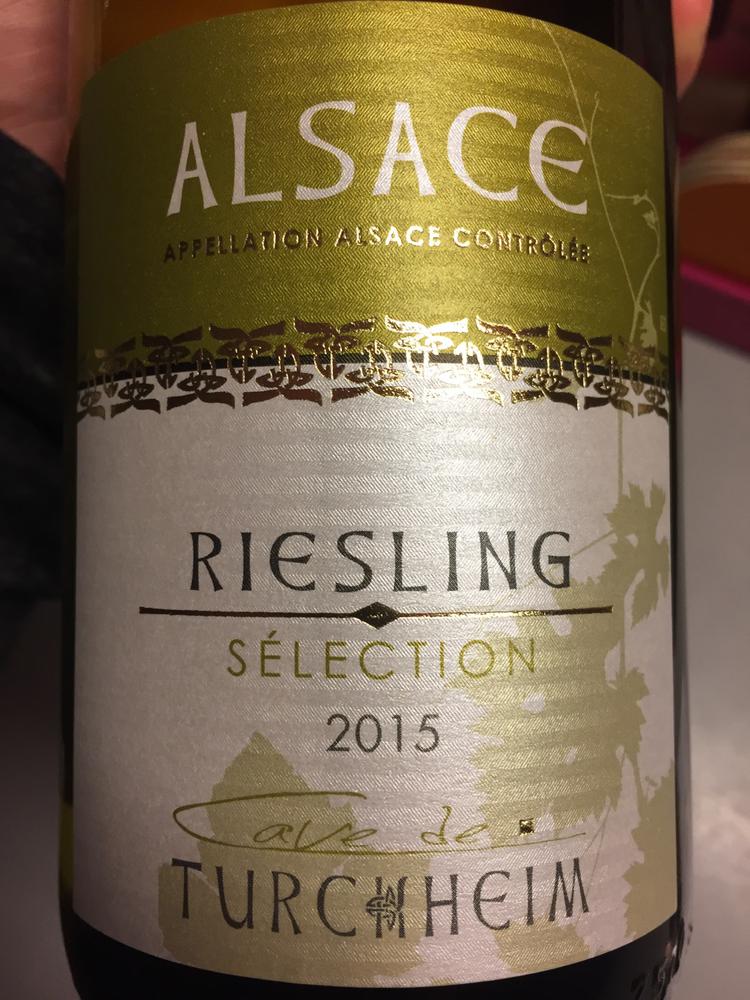 ALSACE
APPELLATION ALSACE CONTRÔLÉE
RIESLING
SÉLECTION
2015
Cave de
TURCKHEIM